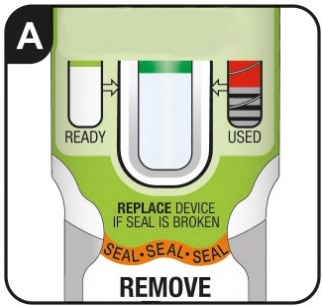 A
READY
USED
REPLACE DEVICE
IF SEAL IS BROKEN
SEAL•SEAL•SEAL
REMOVE